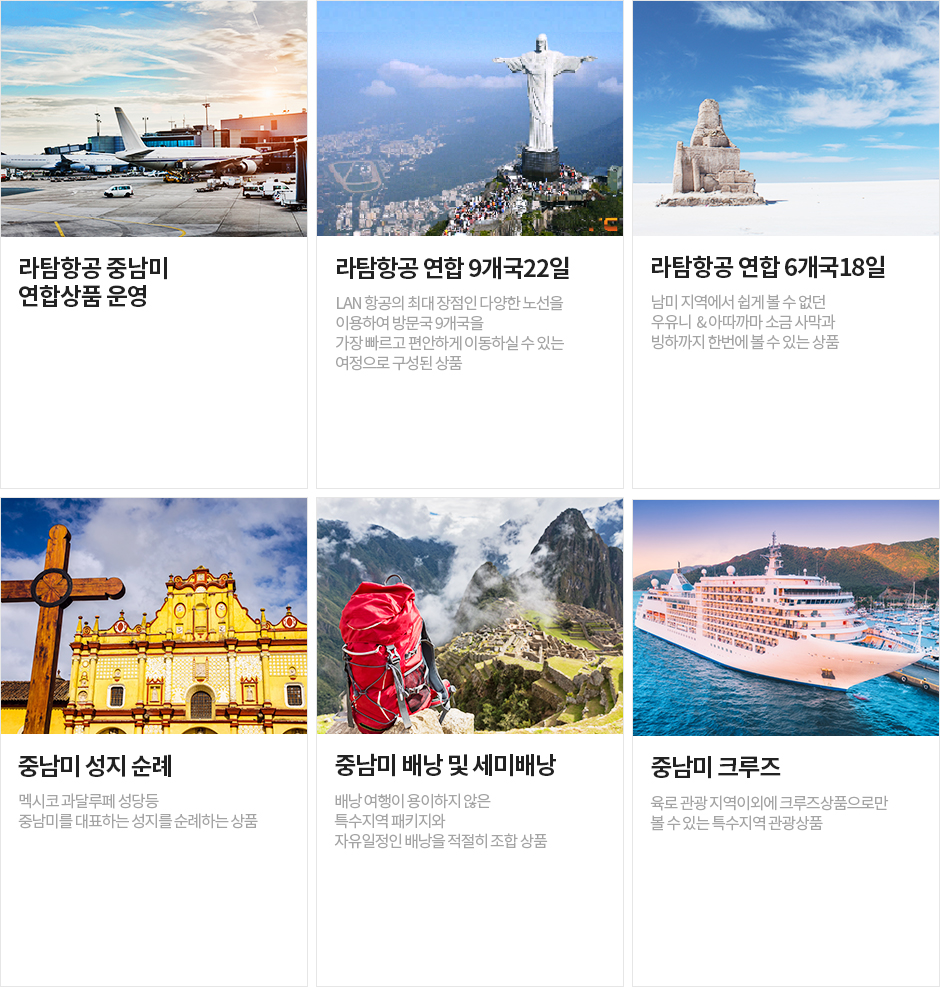 라탐항공 중남미
연합상품 운영
라탐항공 연합 9개국22일
LAN 항공의 최대 장점인 다양한 노선을
이용하여 방문국 9개국을
가장 빠르고 편안하게 이동하실 수 있는
여정으로 구성된 상품
라탐항공 연합 6개국18일
남미 지역에서 쉽게 볼 수 없던
우유니 & 아따까마 소금 사막과
빙하까지 한번에 볼 수 있는 상품
중남미 성지 순례
멕시코 과달루페 성당등
중남미를 대표하는 성지를 순례하는 상품
중남미 배낭 및 세미배낭
배낭 여행이 용이하지 않은
특수지역 패키지와
자유일정인 배낭을 적절히 조합 상품
중남미 크루즈
육로 관광 지역이외에 크루즈상품으로만
볼 수 있는 특수지역 관광상품